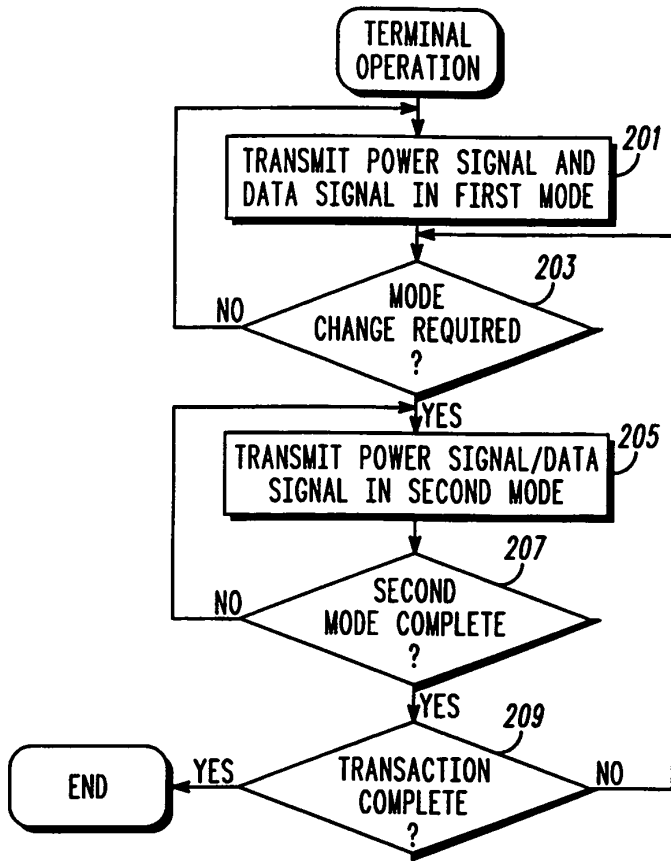 TERMINAL
OPERATION
201
TRANSMIT POWER SIGNAL AND
DATA SIGNAL IN FIRST MODE
203
MODE
CHANGE REQUIRED
?
NO
YES
205
TRANSMIT POWER SIGNAL/DATA
SIGNAL IN SECOND MODE
207
SECOND
MODE COMPLETE
?
NO
YES
209
TRANSACTION
COMPLETE
?
YES
NO
END